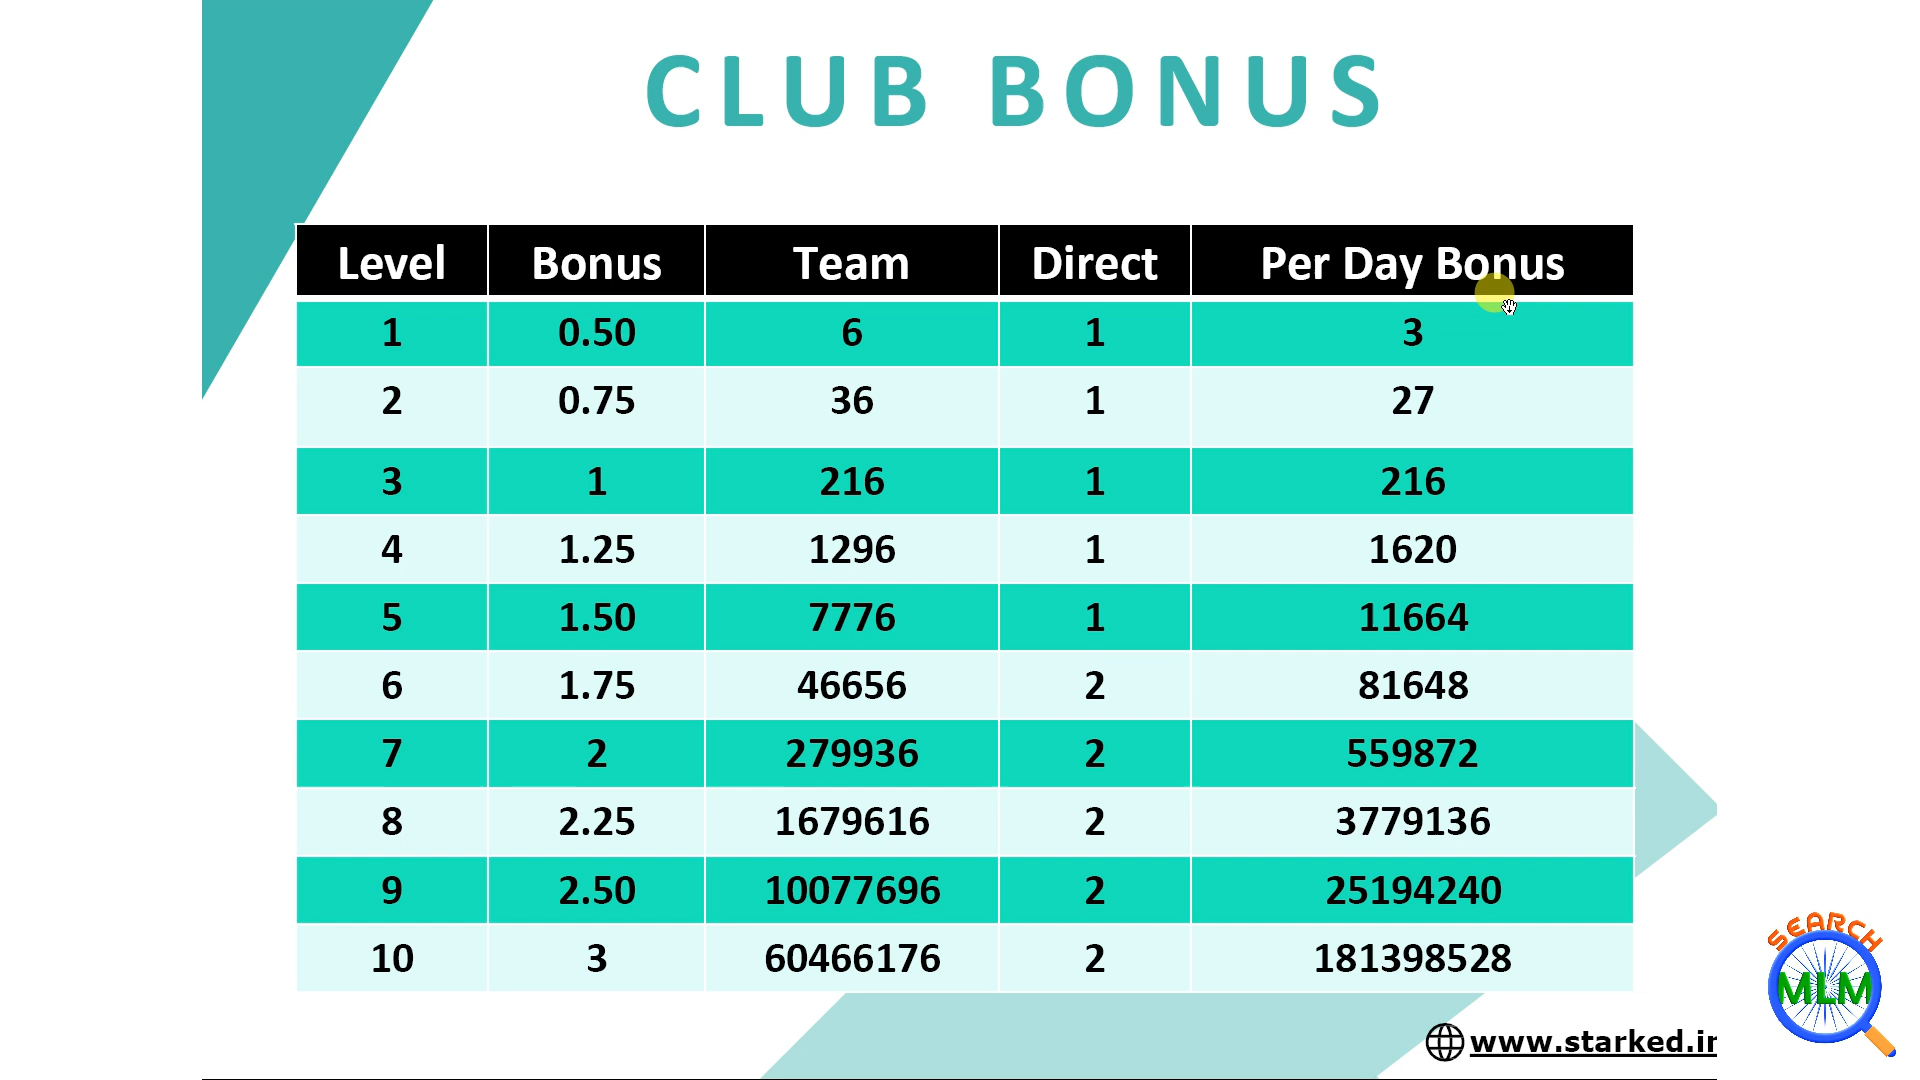 CLUB BONUS
Level Bonus Team Direct Per Day Bonus
1 0.50 6 1 3
2 0.75 36 1 27
3 1 216 1 216
4 1.25 1296 1 1620
5 1.50 7776 1 11664
6 1.75 46656 2 81648
7 2 279936 2 559872
8 2.25 1679616 2 3779136
9 2.50 10077696 2 25194240
10 3 60466176 2 181398528
SEARCH
MLM
www.starked.in